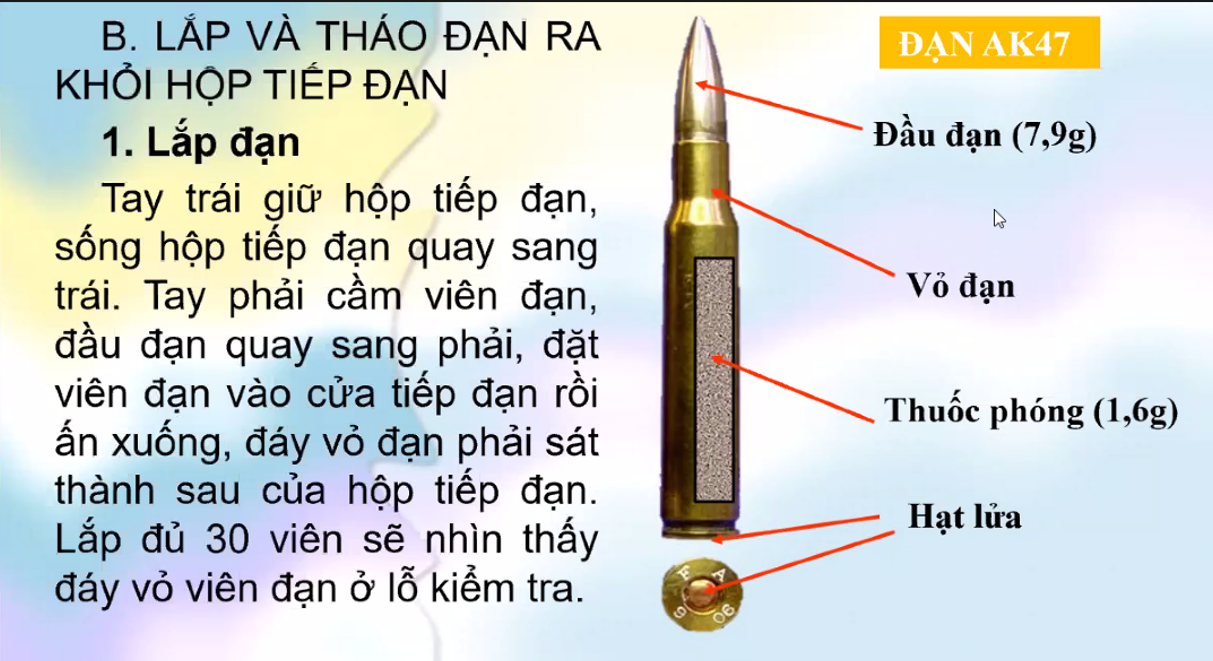 B. LẮP VÀ THÁO ĐẠN RA
KHỎI HỘP TIẾP ĐẠN
1. Lắp đạn
Tay trái giữ hộp tiếp đạn,
sống hộp tiếp đạn quay sang
trái. Tay phải cầm viên đạn,
đầu đạn quay sang phải, đặt
viên đạn vào cửa tiếp đạn rồi
ấn xuống, đáy vỏ đạn phải sát
thành sau của hộp tiếp đạn.
Lắp đủ 30 viên sẽ nhìn thấy
đáy vỏ viên đạn ở lỗ kiểm tra.
ĐẠN AK47
Đầu đạn (7,9g)
Vỏ đạn
Thuốc phóng (1,6g)
Hạt lửa